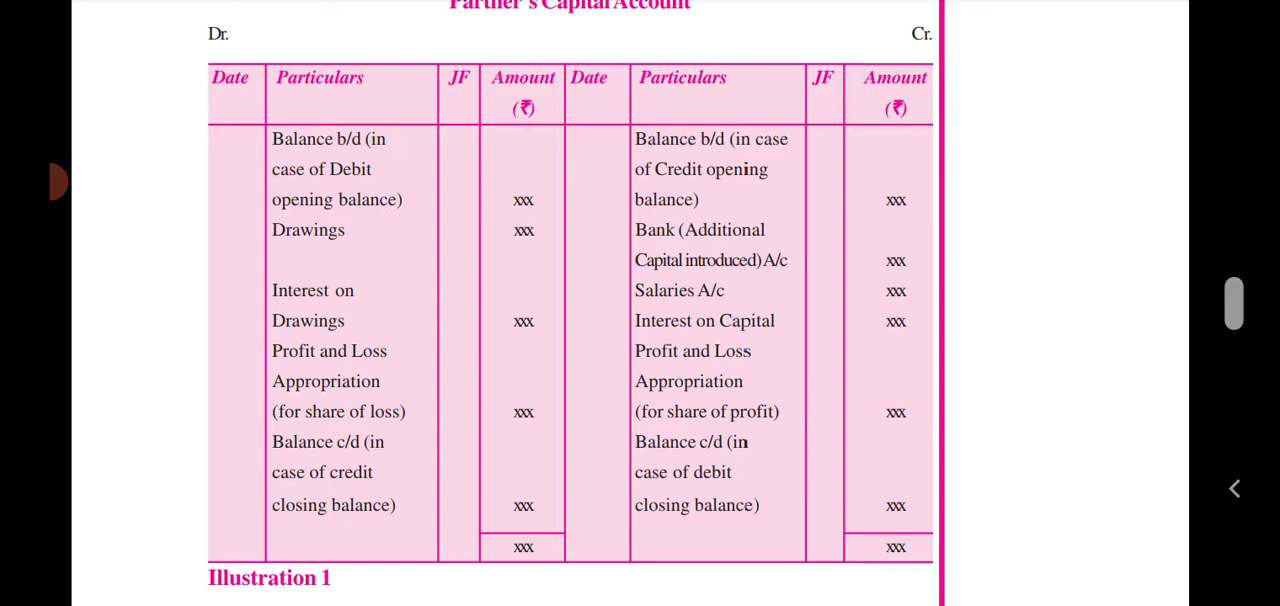 Partner's Capital Account
Dr. Cr.
Date Particulars JF Amount Date Particulars JF Amount
(₹) (₹)
Balance b/d (in Balance b/d (in case
case of Debit of Credit opening
opening balance) xxx balance) xxx
Drawings xxx Bank (Additional
Capital introduced) A/c xxx
Interest on Salaries A/c xxx
Drawings xxx Interest on Capital xxx
Profit and Loss Profit and Loss
Appropriation Appropriation
(for share of loss) xxx (for share of profit) xxx
Balance c/d (in Balance c/d (in
case of credit case of debit
closing balance) xxx closing balance) xxx
xxx xxx
Illustration 1